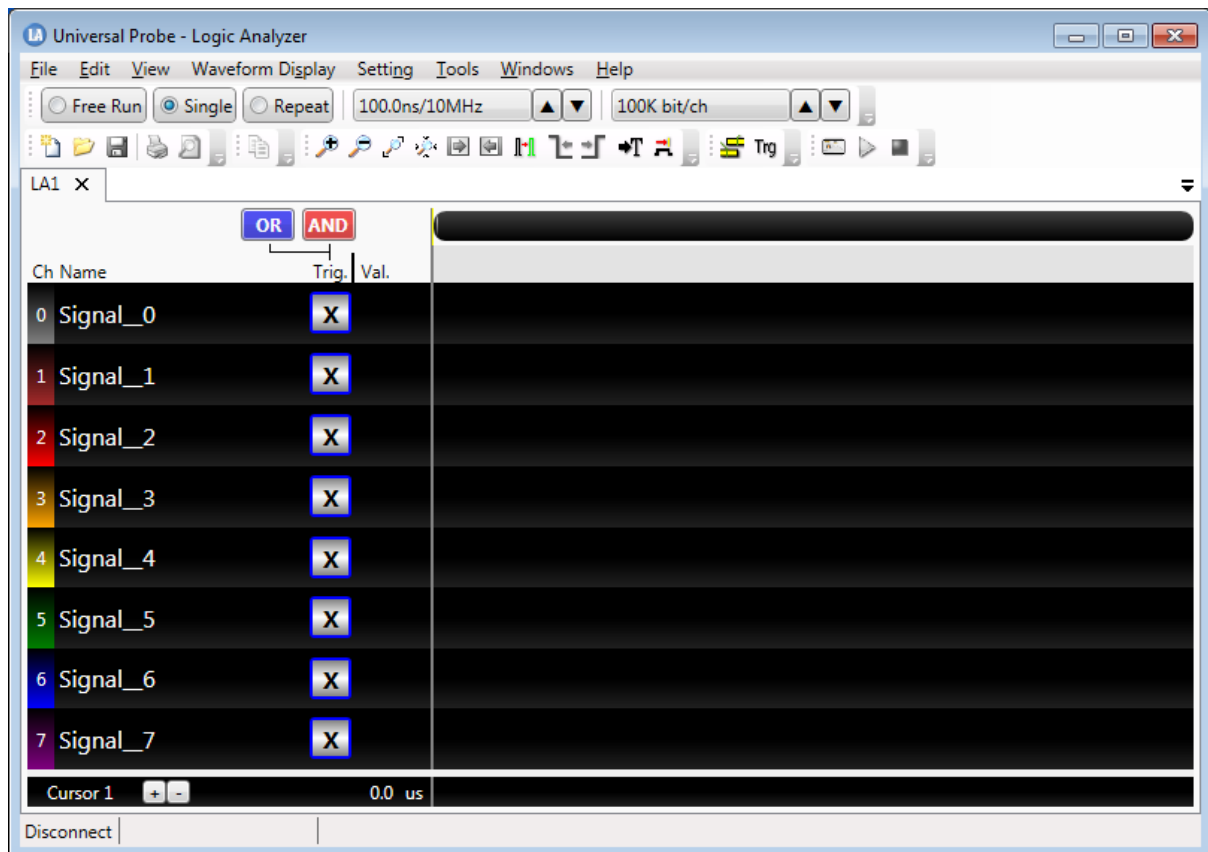 LA Universal Probe - Logic Analyzer
File Edit View Waveform Display Setting Tools Windows Help
Free Run Single Repeat 100.0ns/10MHz ▲ ▼ 100K bit/ch ▲ ▼
T Trg
LA1 X
OR AND
Ch Name Trig. Val.
0 Signal__0 X
1 Signal__1 X
2 Signal__2 X
3 Signal__3 X
4 Signal__4 X
5 Signal__5 X
6 Signal__6 X
7 Signal__7 X
Cursor 1 + - 0.0 us
Disconnect